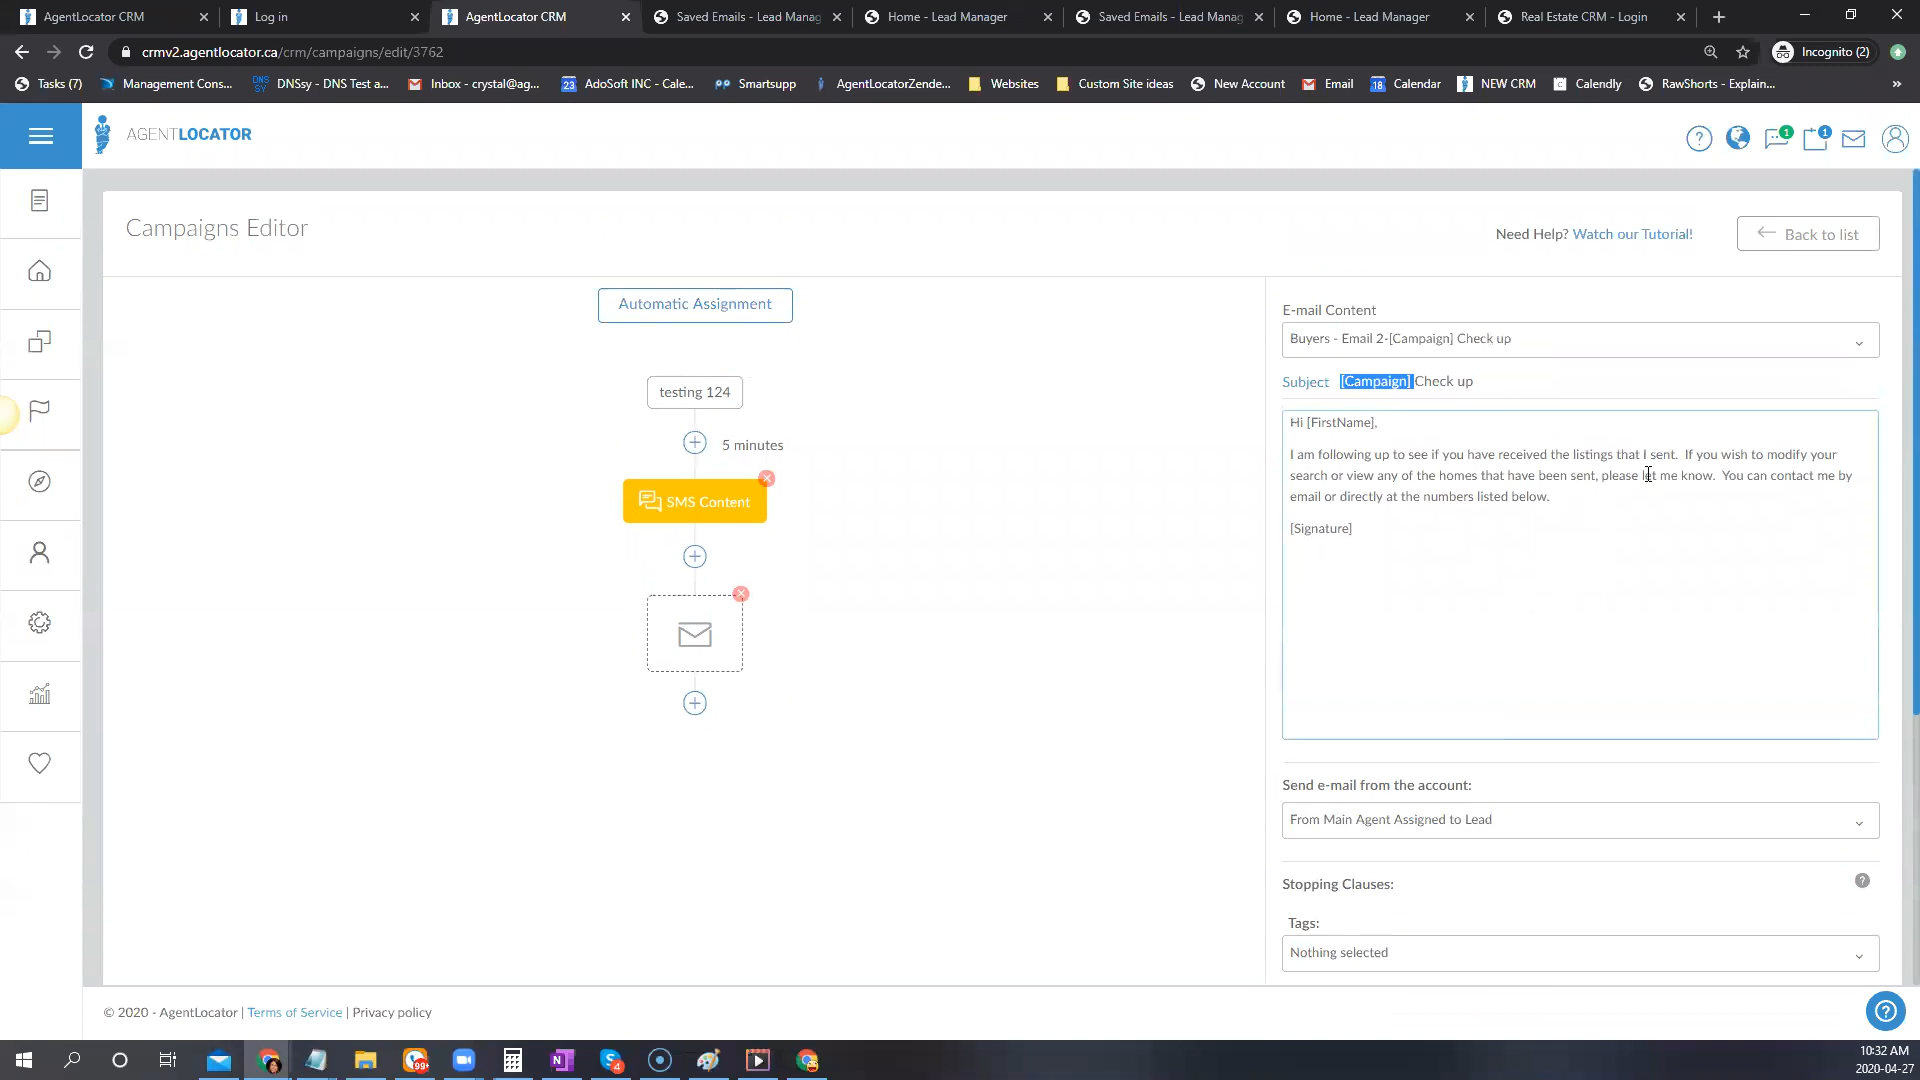 AgentLocator CRM
Log in
AgentLocator CRM
Saved Emails - Lead Manag
Home - Lead Manager
Saved Emails - Lead Manag
Home - Lead Manager
Real Estate CRM - Login
crmv2.agentlocator.ca/crm/campaigns/edit/3762
Incognito (2)
Tasks (7)
Management Cons...
DNS
SY
DNSsy - DNS Test a...
Inbox - crystal@ag...
23
AdoSoft INC - Cale...
Smartsupp
AgentLocatorZende...
Websites
Custom Site ideas
New Account
Email
18
Calendar
NEW CRM
Calendly
RawShorts - Explain...
»
AGENTLOCATOR
?
1
1
Campaigns Editor
Need Help? Watch our Tutorial!
Back to list
Automatic Assignment
testing 124
5 minutes
SMS Content
E-mail Content
Buyers - Email 2-[Campaign] Check up
Subject [Campaign] Check up
Hi [FirstName],
I am following up to see if you have received the listings that I sent.  If you wish to modify your
search or view any of the homes that have been sent, please let me know.  You can contact me by
email or directly at the numbers listed below.
[Signature]
Send e-mail from the account:
From Main Agent Assigned to Lead
Stopping Clauses:
?
Tags:
Nothing selected
© 2020 - AgentLocator | Terms of Service | Privacy policy
?
99+
N
S
4
10:32 AM
2020-04-27